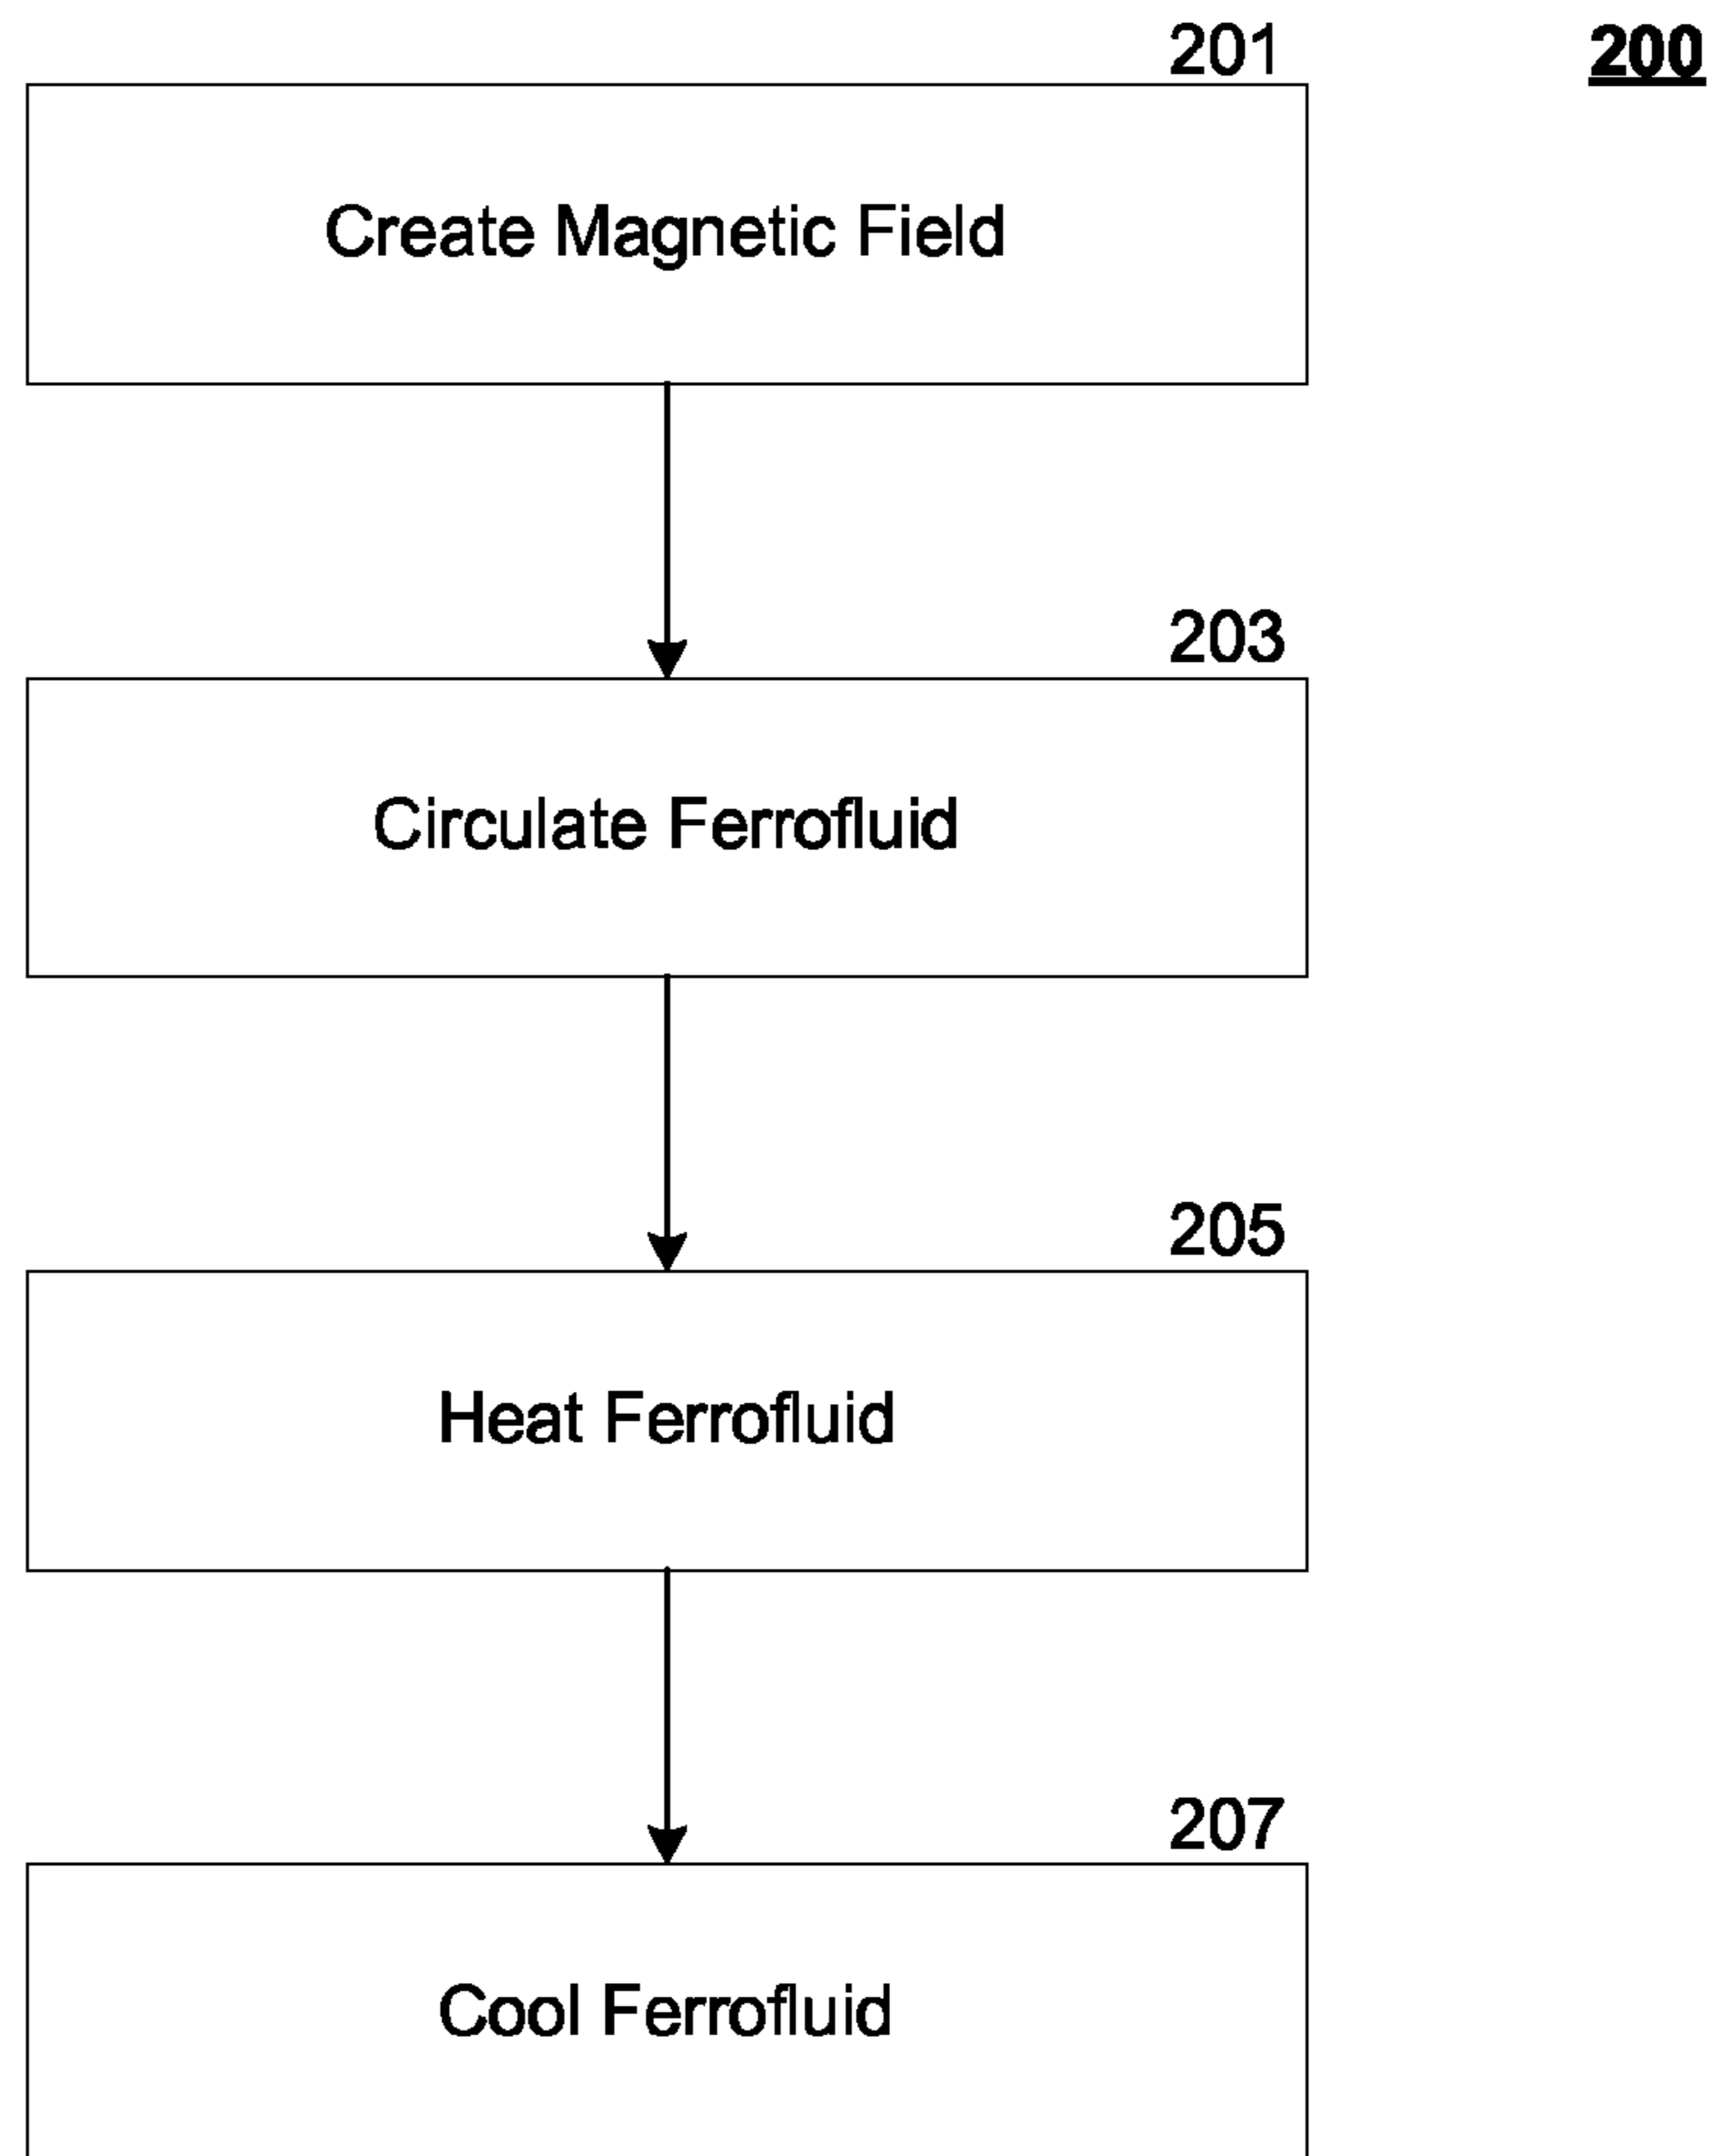 201
200
Create Magnetic Field
203
Circulate Ferrofluid
205
Heat Ferrofluid
207
Cool Ferrofluid